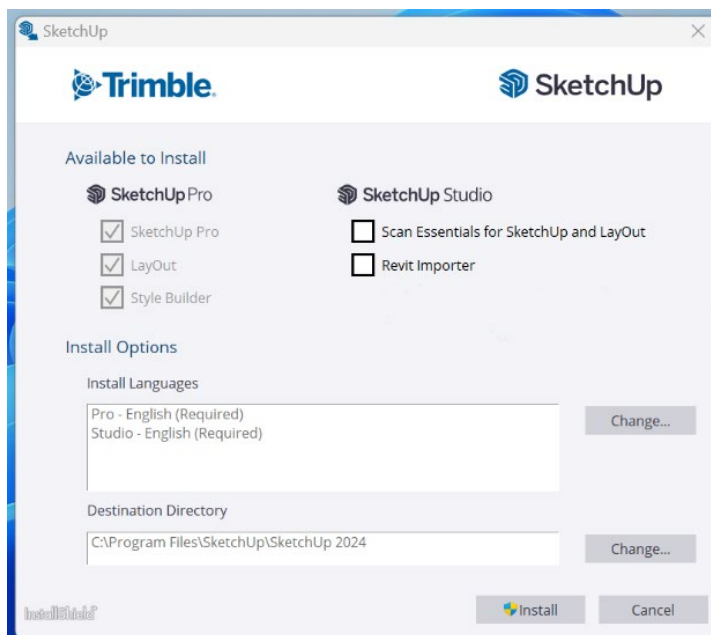 SketchUp
Trimble.
SketchUp
Available to Install
SketchUp Pro
SketchUp Pro
LayOut
Style Builder
SketchUp Studio
Scan Essentials for SketchUp and LayOut
Revit Importer
Install Options
Install Languages
Pro - English (Required)
Studio - English (Required)
Change...
Destination Directory
C:\Program Files\SketchUp\SketchUp 2024
Change...
InstallShield
Install
Cancel